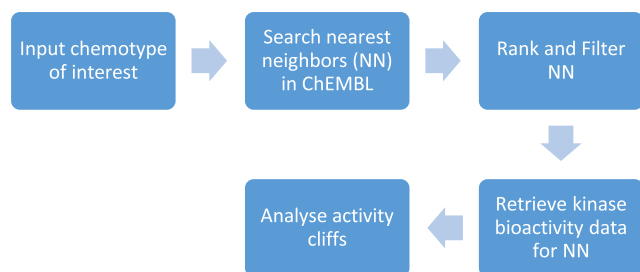 Input chemotype
of interest
Search nearest
neighbors (NN)
in ChEMBL
Rank and Filter
NN
Retrieve kinase
bioactivity data
for NN
Analyse activity
cliffs